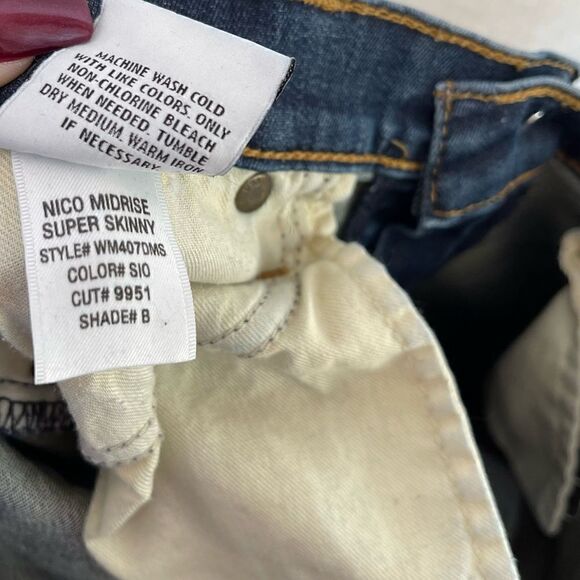 MACHINE WASH COLD
WITH LIKE COLORS. ONLY
NON-CHLORINE BLEACH
WHEN NEEDED. TUMBLE
DRY MEDIUM. WARM IRON
IF NECESSARY
NICO MIDRISE
SUPER SKINNY
STYLE# WM407DMS
COLOR# SIO
CUT# 9951
SHADE# B